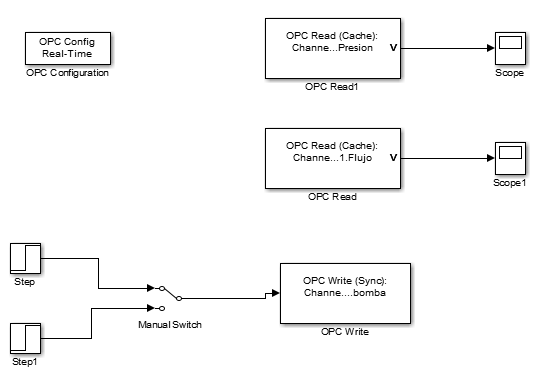 OPC Config
Real-Time
OPC Configuration
OPC Read (Cache):
Channe...Presion
V
OPC Read1
Scope
OPC Read (Cache):
Channe...1.Flujo
V
OPC Read
Scope1
Step
Manual Switch
OPC Write (Sync):
Channe....bomba
OPC Write
Step1